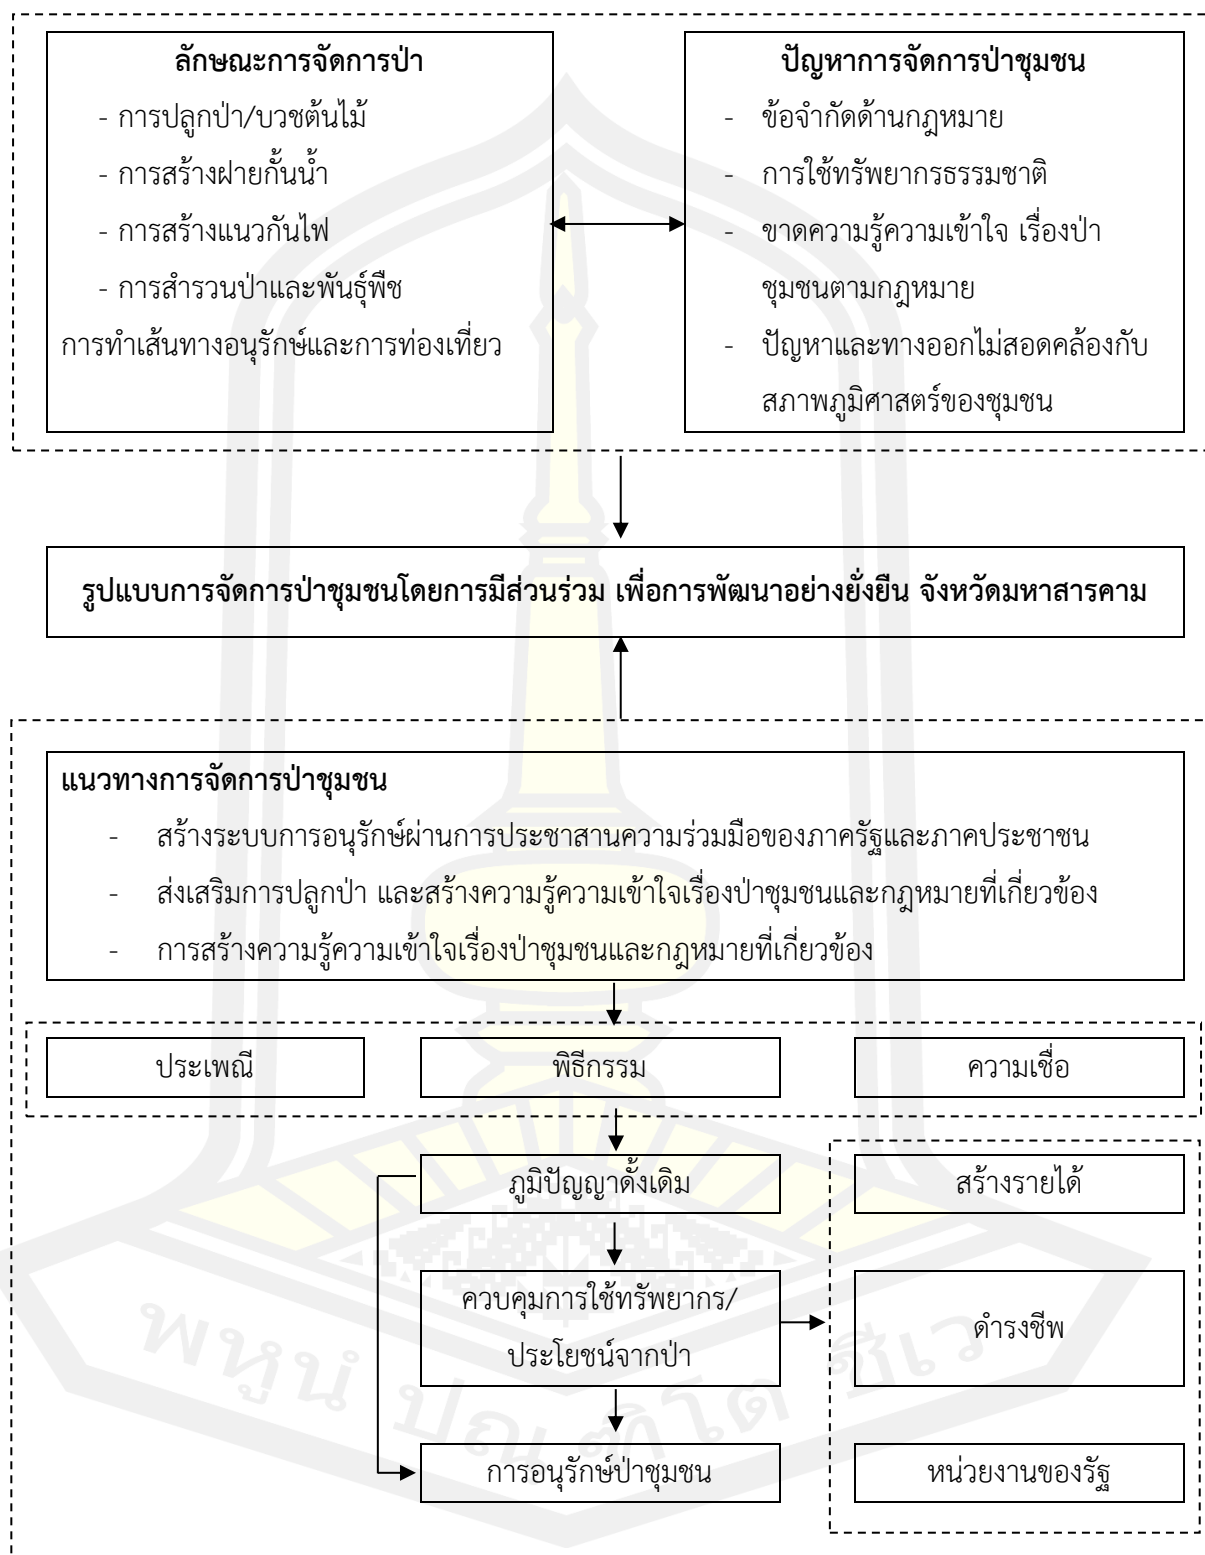 ลักษณะการจัดการป่า
- การปลูกป่า/บวชต้นไม้
- การสร้างฝายกั้นน้ำ
- การสร้างแนวกันไฟ
- การสำรวนป่าและพันธุ์พืช
การทำเส้นทางอนุรักษ์และการท่องเที่ยว
ปัญหาการจัดการป่าชุมชน
- ข้อจำกัดด้านกฎหมาย
- การใช้ทรัพยากรธรรมชาติ
- ขาดความรู้ความเข้าใจ เรื่องป่า
ชุมชนตามกฎหมาย
- ปัญหาและทางออกไม่สอดคล้องกับ
สภาพภูมิศาสตร์ของชุมชน
รูปแบบการจัดการป่าชุมชนโดยการมีส่วนร่วม เพื่อการพัฒนาอย่างยั่งยืน จังหวัดมหาสารคาม
แนวทางการจัดการป่าชุมชน
- สร้างระบบการอนุรักษ์ผ่านการประชาสานความร่วมมือของภาครัฐและภาคประชาชน
- ส่งเสริมการปลูกป่า และสร้างความรู้ความเข้าใจเรื่องป่าชุมชนและกฎหมายที่เกี่ยวข้อง
- การสร้างความรู้ความเข้าใจเรื่องป่าชุมชนและกฎหมายที่เกี่ยวข้อง
ประเพณี
พิธีกรรม
ความเชื่อ
ภูมิปัญญาดั้งเดิม
สร้างรายได้
ควบคุมการใช้ทรัพยากร/
ประโยชน์จากป่า
ดำรงชีพ
การอนุรักษ์ป่าชุมชน
หน่วยงานของรัฐ
พหูนํ ปณฺฑิโต ชีเว